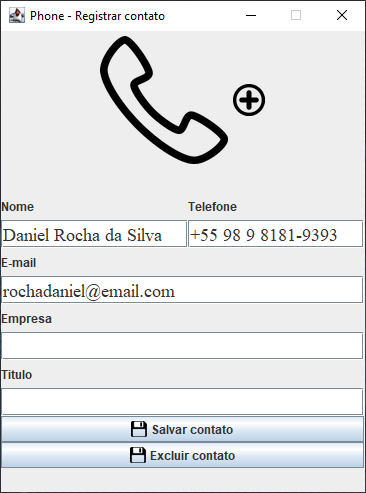 Phone - Registrar contato
Nome Telefone
Daniel Rocha da Silva +55 98 9 8181-9393
E-mail
rochadaniel@email.com
Empresa
Título
Salvar contato
Excluir contato